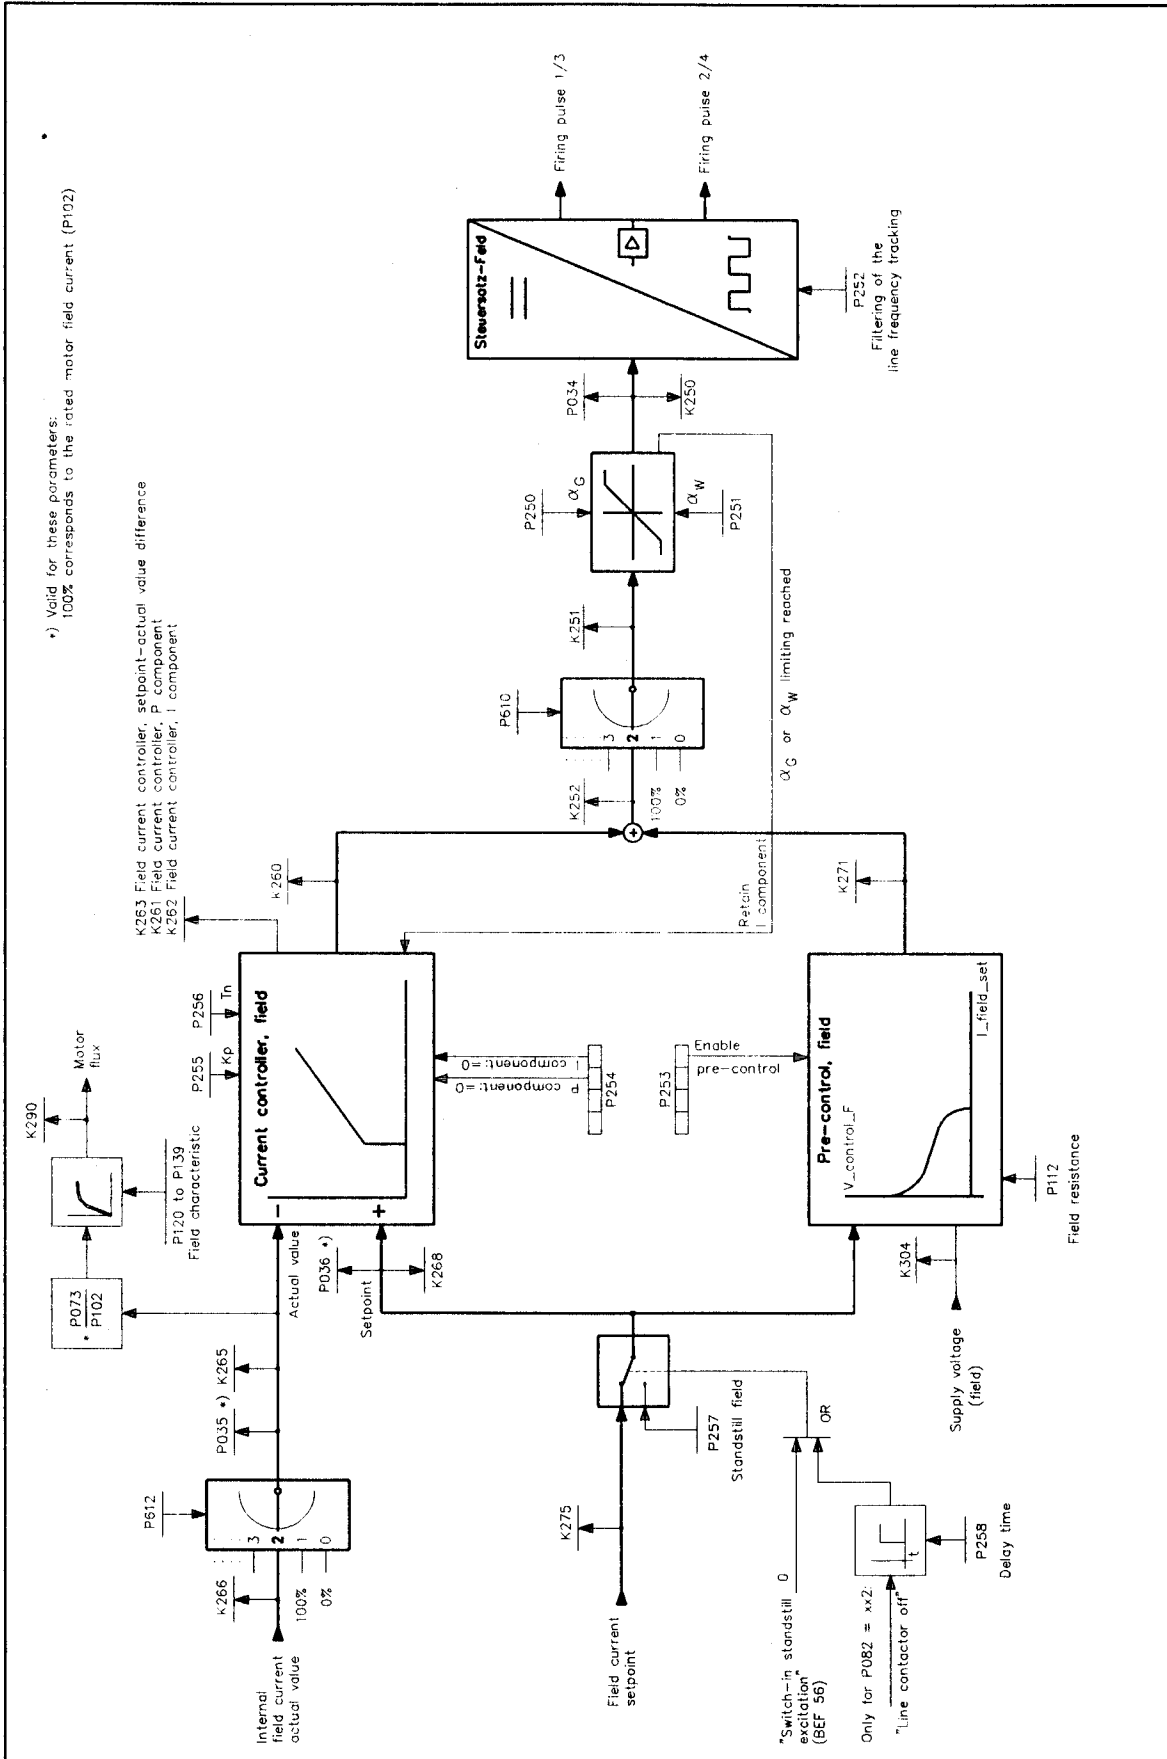 *) Valid for these parameters:
100% corresponds to the rated motor field current (P102)
K263 Field current controller, setpoint-actual value difference
K261 Field current controller, P component
K262 Field current controller, I component
Internal
field current
actual value
K266
100%
0%
3
2
1
0
P612
P035 *)
K265
* P073
P102
K290
Motor
flux
P120 to P139
Field characteristic
Actual value
P036 *)
Setpoint
K268
P255
Kp
P256
Tn
Current controller, field
-
+
K260
P component:=0
I component:=0
P254
P253
Enable
pre-control
Retain
I component
α_G or α_W limiting reached
K252
100%
0%
3
2
1
0
P610
K251
P250
α_G
α_W
P251
P034
K250
Steuersatz-Feld
Firing pulse 1/3
Firing pulse 2/4
P252
Filtering of the
line frequency tracking
Field current
setpoint
K275
P257
Standstill field
"Switch-in standstill
excitation"
(BEF 56)
0
OR
Only for P082 = xx2:
"Line contactor off"
t
P258
Delay time
Supply voltage
(field)
K304
Pre-control, field
V_control_F
I_field_set
P112
Field resistance
K271
+